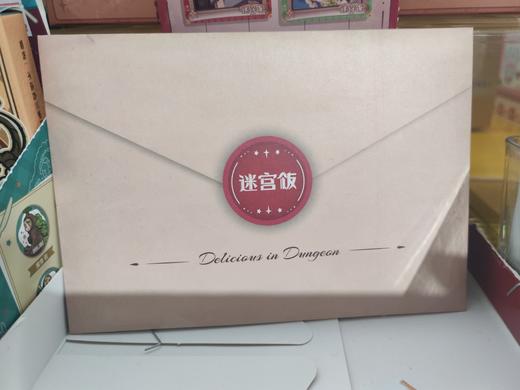 迷宫饭
Delicious in Dungeon